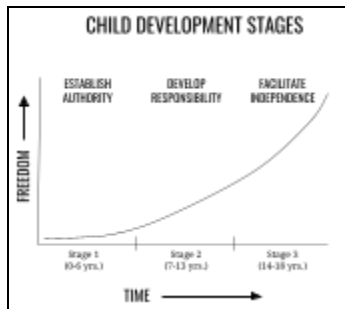 CHILD DEVELOPMENT STAGES
ESTABLISH
AUTHORITY
DEVELOP
RESPONSIBILITY
FACILITATE
INDEPENDENCE
FREEDOM
Stage 1
(0-6 yrs.)
Stage 2
(7-13 yrs.)
Stage 3
(14-18 yrs.)
TIME